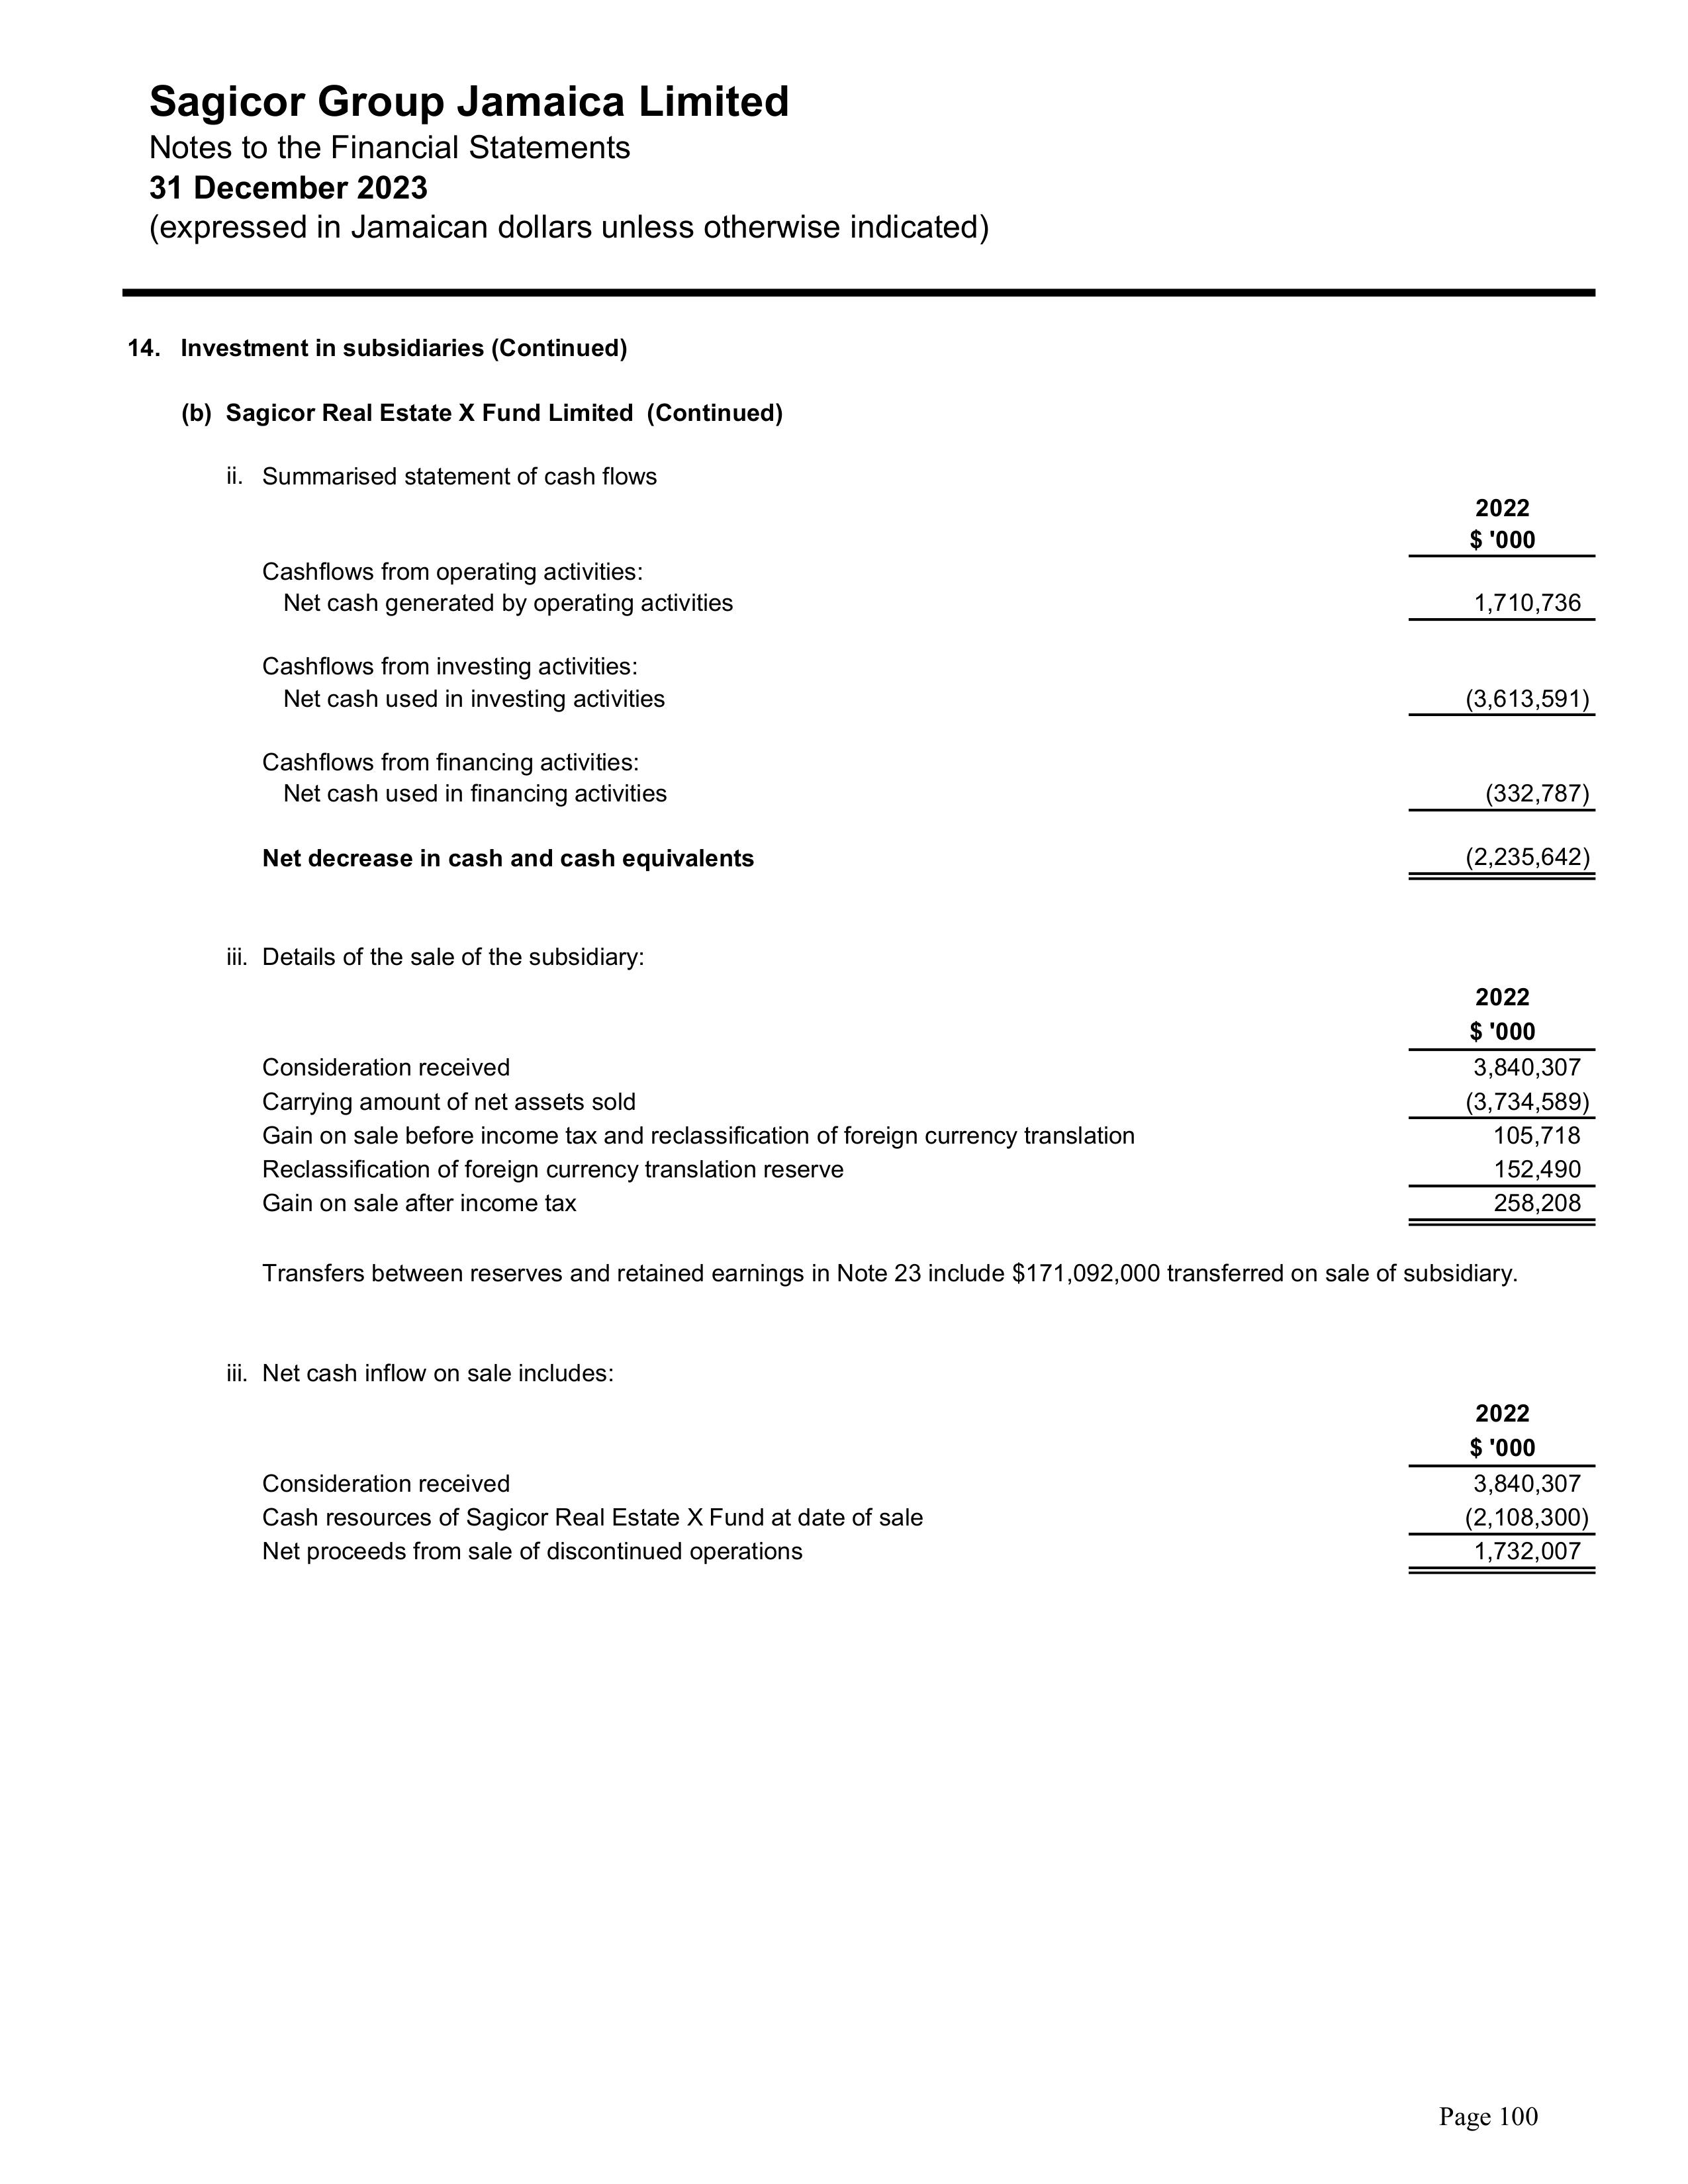 Sagicor Group Jamaica Limited
Notes to the Financial Statements
31 December 2023
(expressed in Jamaican dollars unless otherwise indicated)
14. Investment in subsidiaries (Continued)
(b) Sagicor Real Estate X Fund Limited (Continued)
ii. Summarised statement of cash flows
2022
$ '000
Cashflows from operating activities:
Net cash generated by operating activities 1,710,736
Cashflows from investing activities:
Net cash used in investing activities (3,613,591)
Cashflows from financing activities:
Net cash used in financing activities (332,787)
Net decrease in cash and cash equivalents (2,235,642)
iii. Details of the sale of the subsidiary:
2022
$ '000
Consideration received 3,840,307
Carrying amount of net assets sold (3,734,589)
Gain on sale before income tax and reclassification of foreign currency translation 105,718
Reclassification of foreign currency translation reserve 152,490
Gain on sale after income tax 258,208
Transfers between reserves and retained earnings in Note 23 include $171,092,000 transferred on sale of subsidiary.
iii. Net cash inflow on sale includes:
2022
$ '000
Consideration received 3,840,307
Cash resources of Sagicor Real Estate X Fund at date of sale (2,108,300)
Net proceeds from sale of discontinued operations 1,732,007
Page 100